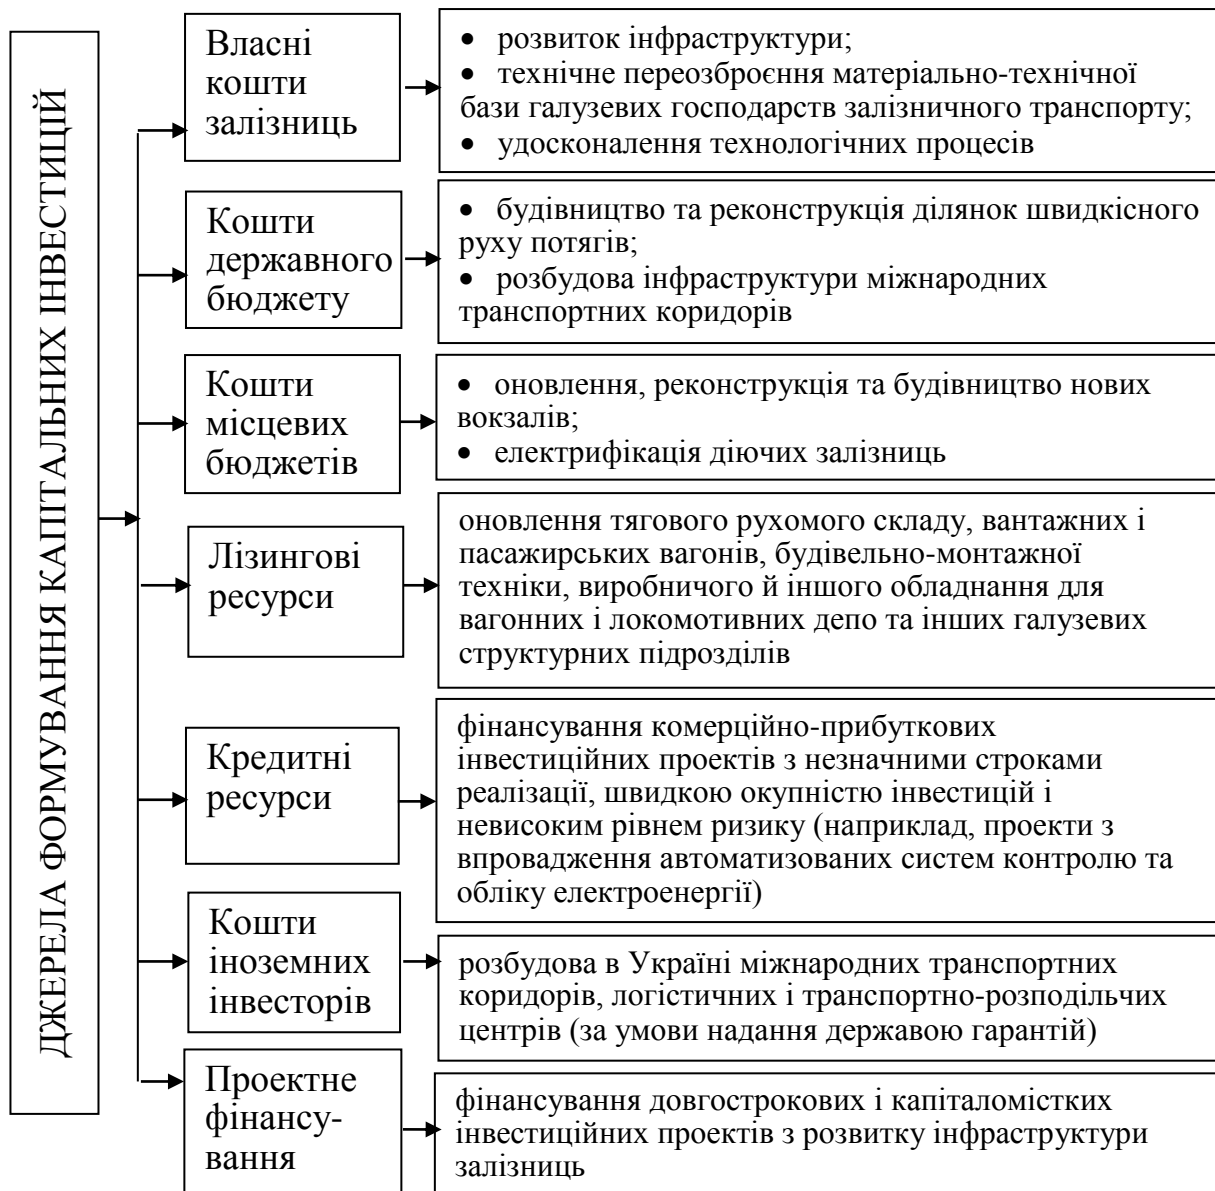 ДЖЕРЕЛА ФОРМУВАННЯ КАПІТАЛЬНИХ ІНВЕСТИЦІЙ
Власні
кошти
залізниць
• розвиток інфраструктури;
• технічне переозброєння матеріально-технічної
бази галузевих господарств залізничного транспорту;
• удосконалення технологічних процесів
Кошти
державного
бюджету
• будівництво та реконструкція ділянок швидкісного
руху потягів;
• розбудова інфраструктури міжнародних
транспортних коридорів
Кошти
місцевих
бюджетів
• оновлення, реконструкція та будівництво нових
вокзалів;
• електрифікація діючих залізниць
Лізингові
ресурси
оновлення тягового рухомого складу, вантажних і
пасажирських вагонів, будівельно-монтажної
техніки, виробничого й іншого обладнання для
вагонних і локомотивних депо та інших галузевих
структурних підрозділів
Кредитні
ресурси
фінансування комерційно-прибуткових
інвестиційних проектів з незначними строками
реалізації, швидкою окупністю інвестицій і
невисоким рівнем ризику (наприклад, проекти з
впровадження автоматизованих систем контролю та
обліку електроенергії)
Кошти
іноземних
інвесторів
розбудова в Україні міжнародних транспортних
коридорів, логістичних і транспортно-розподільчих
центрів (за умови надання державою гарантій)
Проектне
фінансу-
вання
фінансування довгострокових і капіталомістких
інвестиційних проектів з розвитку інфраструктури
залізниць